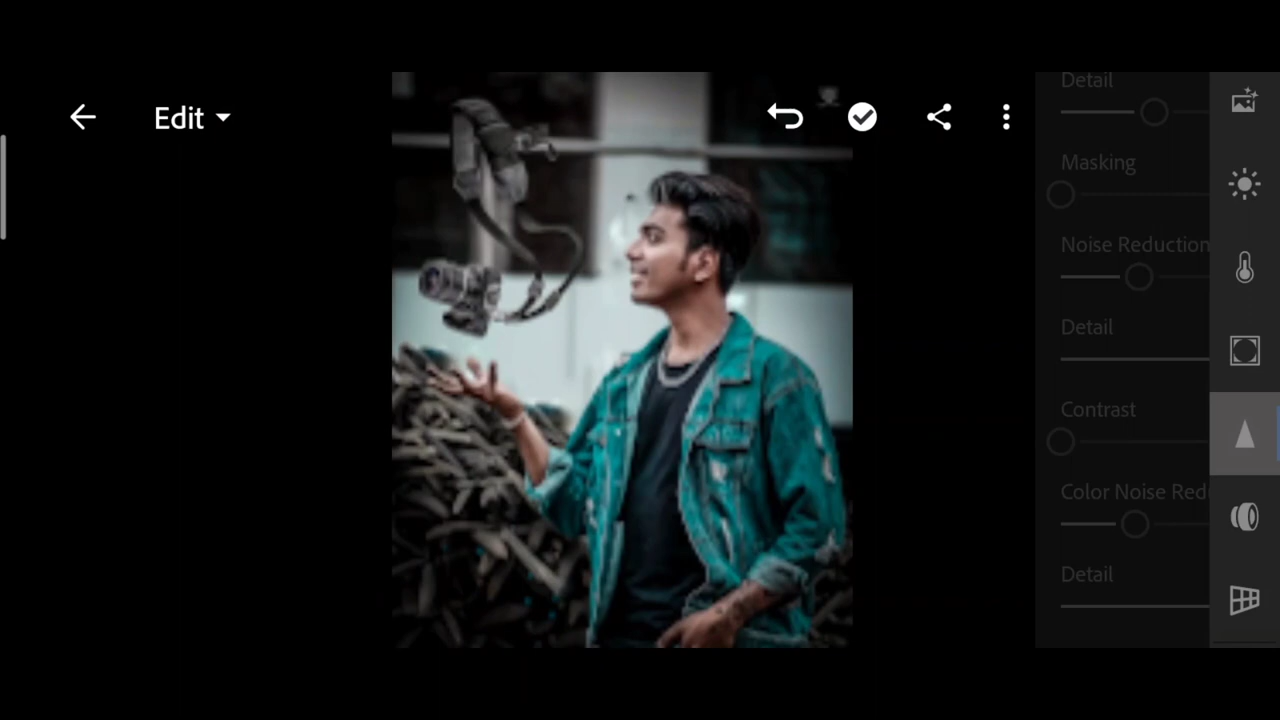 Edit
Detail
Masking
Noise Reduction
Detail
Contrast
Color Noise Red
Detail